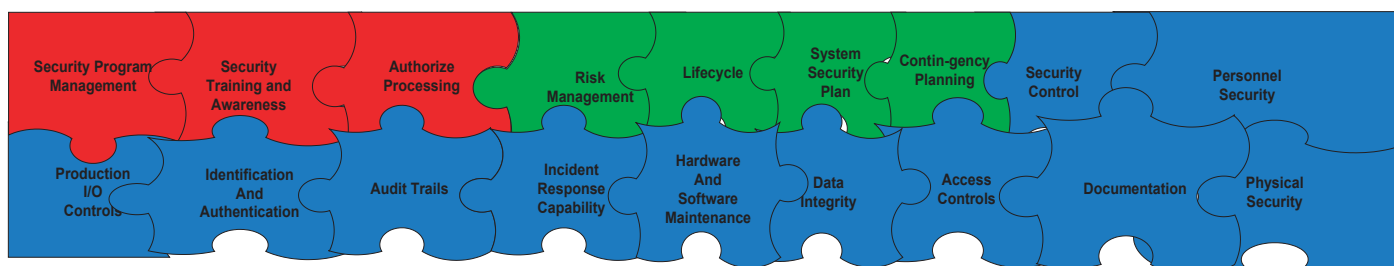 Security Program
Management
Security
Training and
Awareness
Authorize
Processing
Risk
Management
Lifecycle
System
Security
Plan
Contin-gency
Planning
Security
Control
Personnel
Security
Production
I/O
Controls
Identification
And
Authentication
Audit Trails
Incident
Response
Capability
Hardware
And
Software
Maintenance
Data
Integrity
Access
Controls
Documentation
Physical
Security